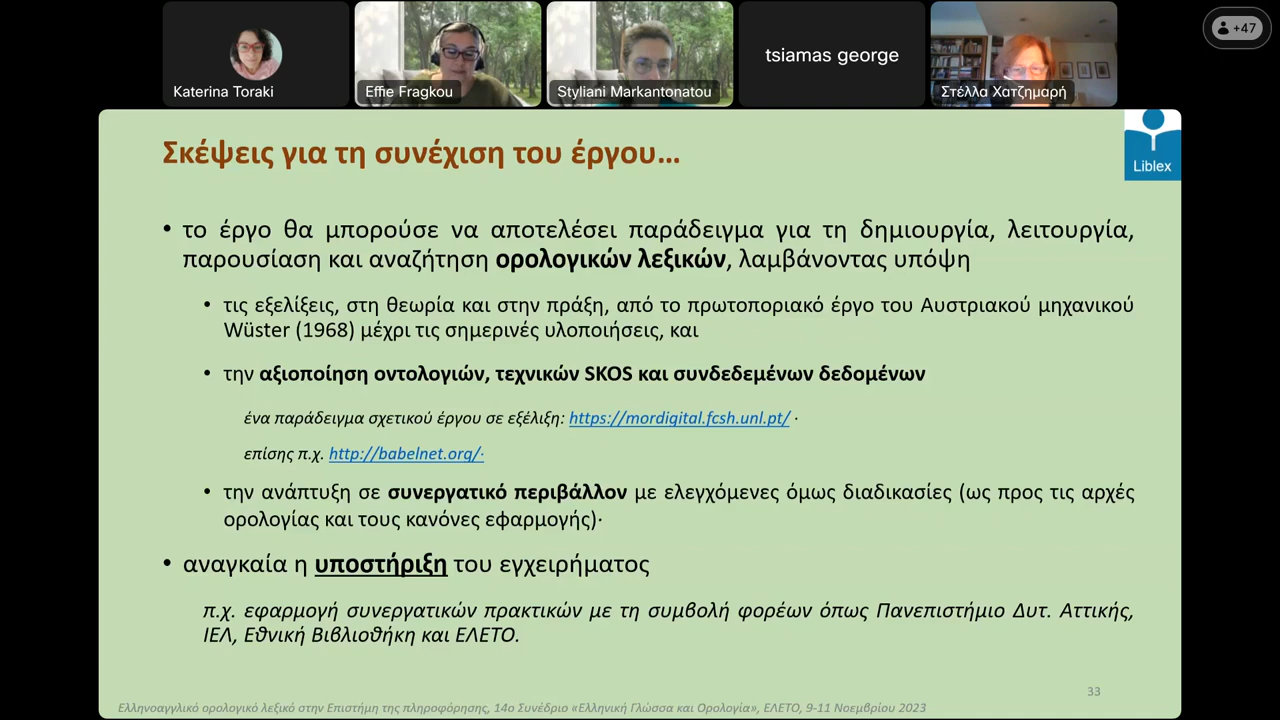 +47
tsiamas george
Katerina Toraki
Effie Fragkou
Styliani Markantonatou
Στέλλα Χατζημαρή
Σκέψεις για τη συνέχιση του έργου...
Liblex
• το έργο θα μπορούσε να αποτελέσει παράδειγμα για τη δημιουργία, λειτουργία,
παρουσίαση και αναζήτηση ορολογικών λεξικών, λαμβάνοντας υπόψη
• τις εξελίξεις, στη θεωρία και στην πράξη, από το πρωτοποριακό έργο του Αυστριακού μηχανικού
Wüster (1968) μέχρι τις σημερινές υλοποιήσεις, και
• την αξιοποίηση οντολογιών, τεχνικών SKOS και συνδεδεμένων δεδομένων
ένα παράδειγμα σχετικού έργου σε εξέλιξη: https://mordigital.fcsh.unl.pt/ ·
επίσης π.χ. http://babelnet.org/·
• την ανάπτυξη σε συνεργατικό περιβάλλον με ελεγχόμενες όμως διαδικασίες (ως προς τις αρχές
ορολογίας και τους κανόνες εφαρμογής)·
• αναγκαία η υποστήριξη του εγχειρήματος
π.χ. εφαρμογή συνεργατικών πρακτικών με τη συμβολή φορέων όπως Πανεπιστήμιο Δυτ. Αττικής,
ΙΕΛ, Εθνική Βιβλιοθήκη και ΕΛΕΤΟ.
33
Ελληνοαγγλικό ορολογικό λεξικό στην Επιστήμη της πληροφόρησης, 14ο Συνέδριο «Ελληνική Γλώσσα και Ορολογία», ΕΛΕΤΟ, 9-11 Νοεμβρίου 2023